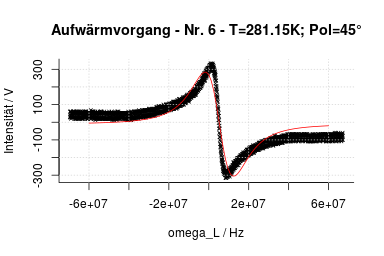 Aufwärmvorgang - Nr. 6 - T=281.15K; Pol=45°
Intensität / V
300
100
-100
-300
-6e+07 -2e+07 2e+07 6e+07
omega_L / Hz